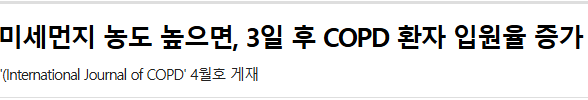 미세먼지 농도 높으면, 3일 후 COPD 환자 입원율 증가
'(International Journal of COPD' 4월호 게재